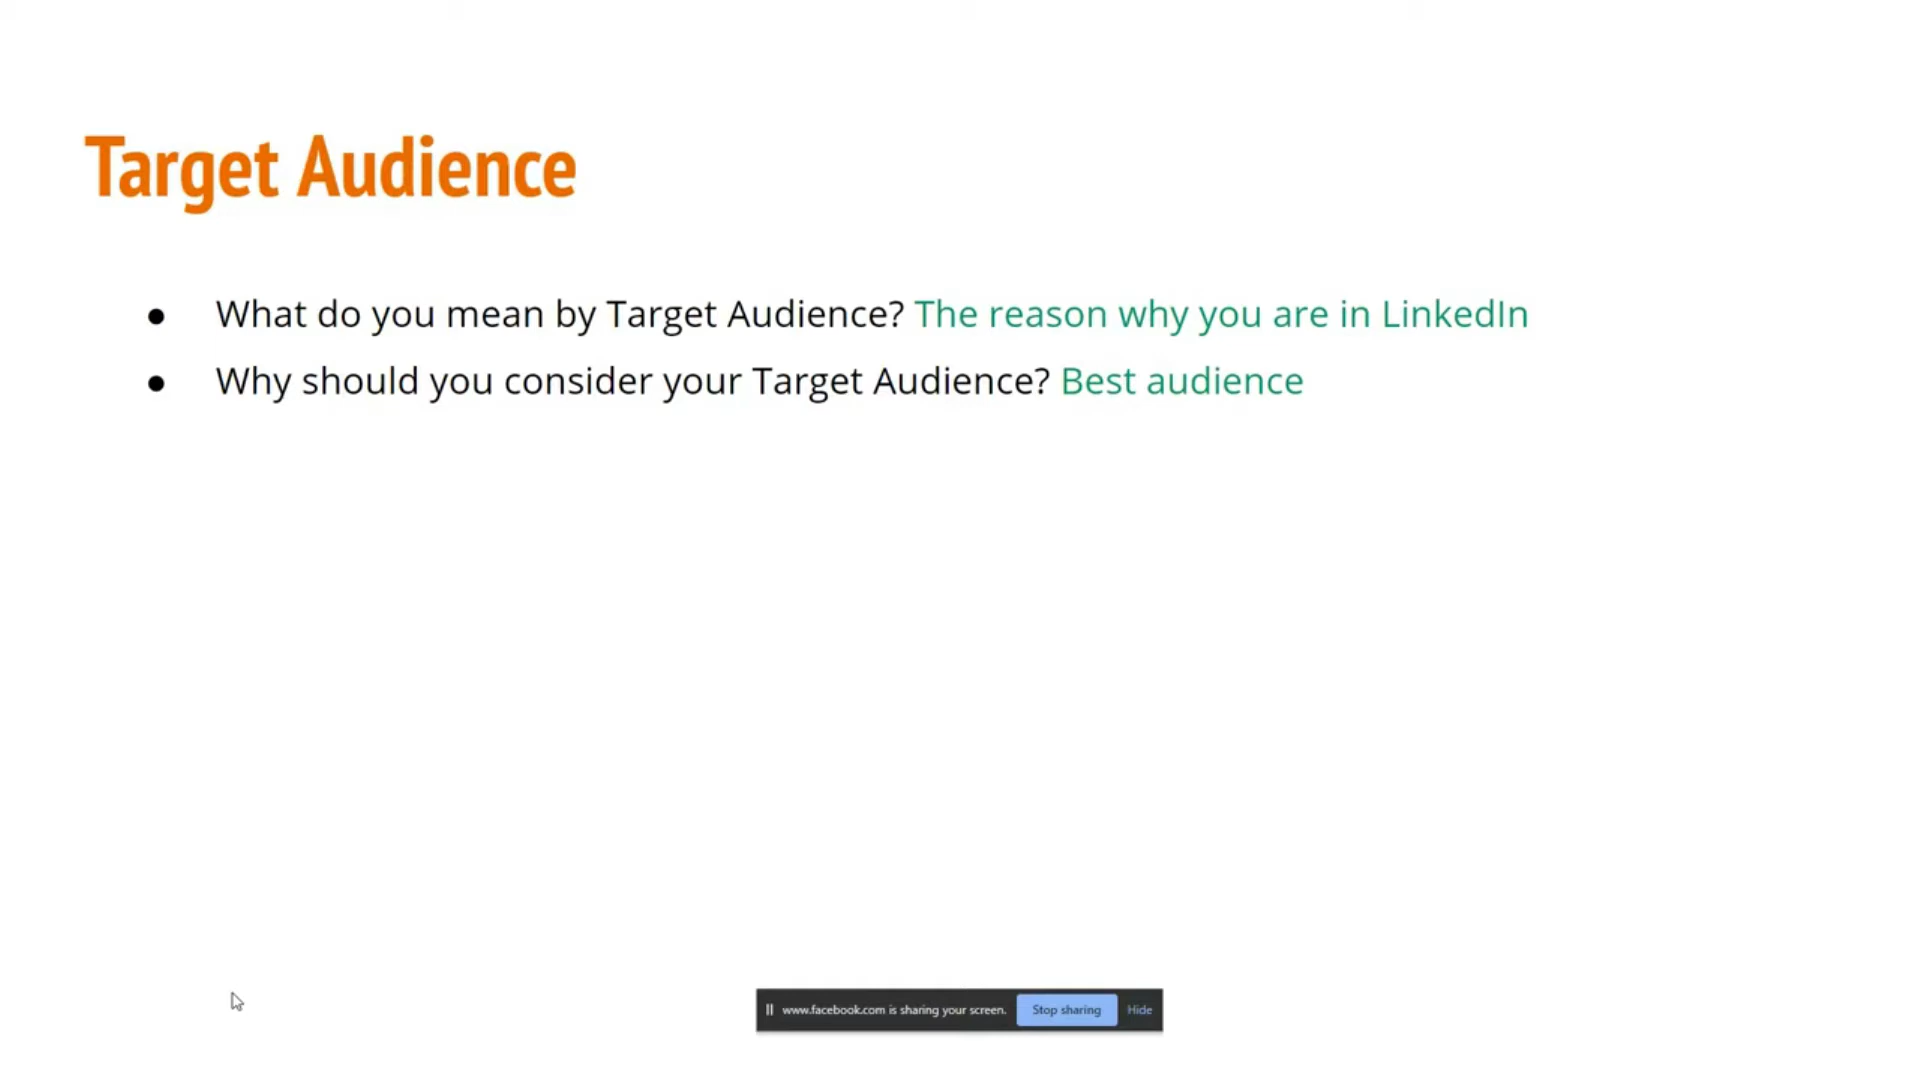 Target Audience
● What do you mean by Target Audience? The reason why you are in LinkedIn
● Why should you consider your Target Audience? Best audience
www.facebook.com is sharing your screen. Stop sharing Hide